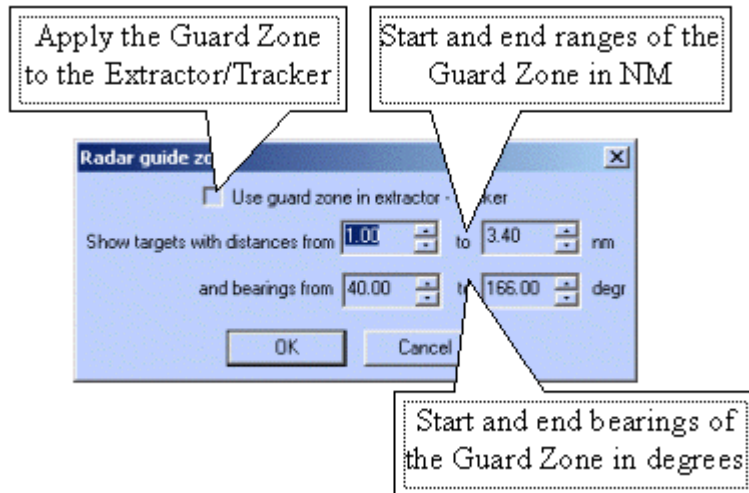 Apply the Guard Zone
to the Extractor/Tracker
Start and end ranges of the
Guard Zone in NM
Radar guide zo
Use guard zone in extractor - ker
Show targets with distances from 1.00 to 3.40 nm
and bearings from 40.00 t 166.00 degr
OK Cancel
Start and end bearings of
the Guard Zone in degrees